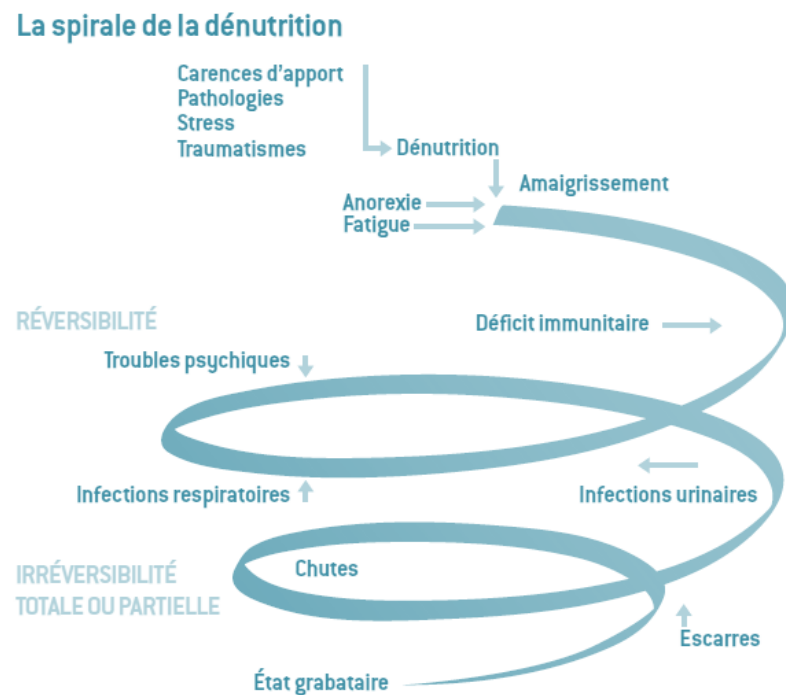 La spirale de la dénutrition
Carences d'apport
Pathologies
Stress
Traumatismes
Dénutrition
Amaigrissement
Anorexie
Fatigue
RÉVERSIBILITÉ
Déficit immunitaire
Troubles psychiques
Infections respiratoires
Infections urinaires
Chutes
IRRÉVERSIBILITÉ
TOTALE OU PARTIELLE
Escarres
État grabataire